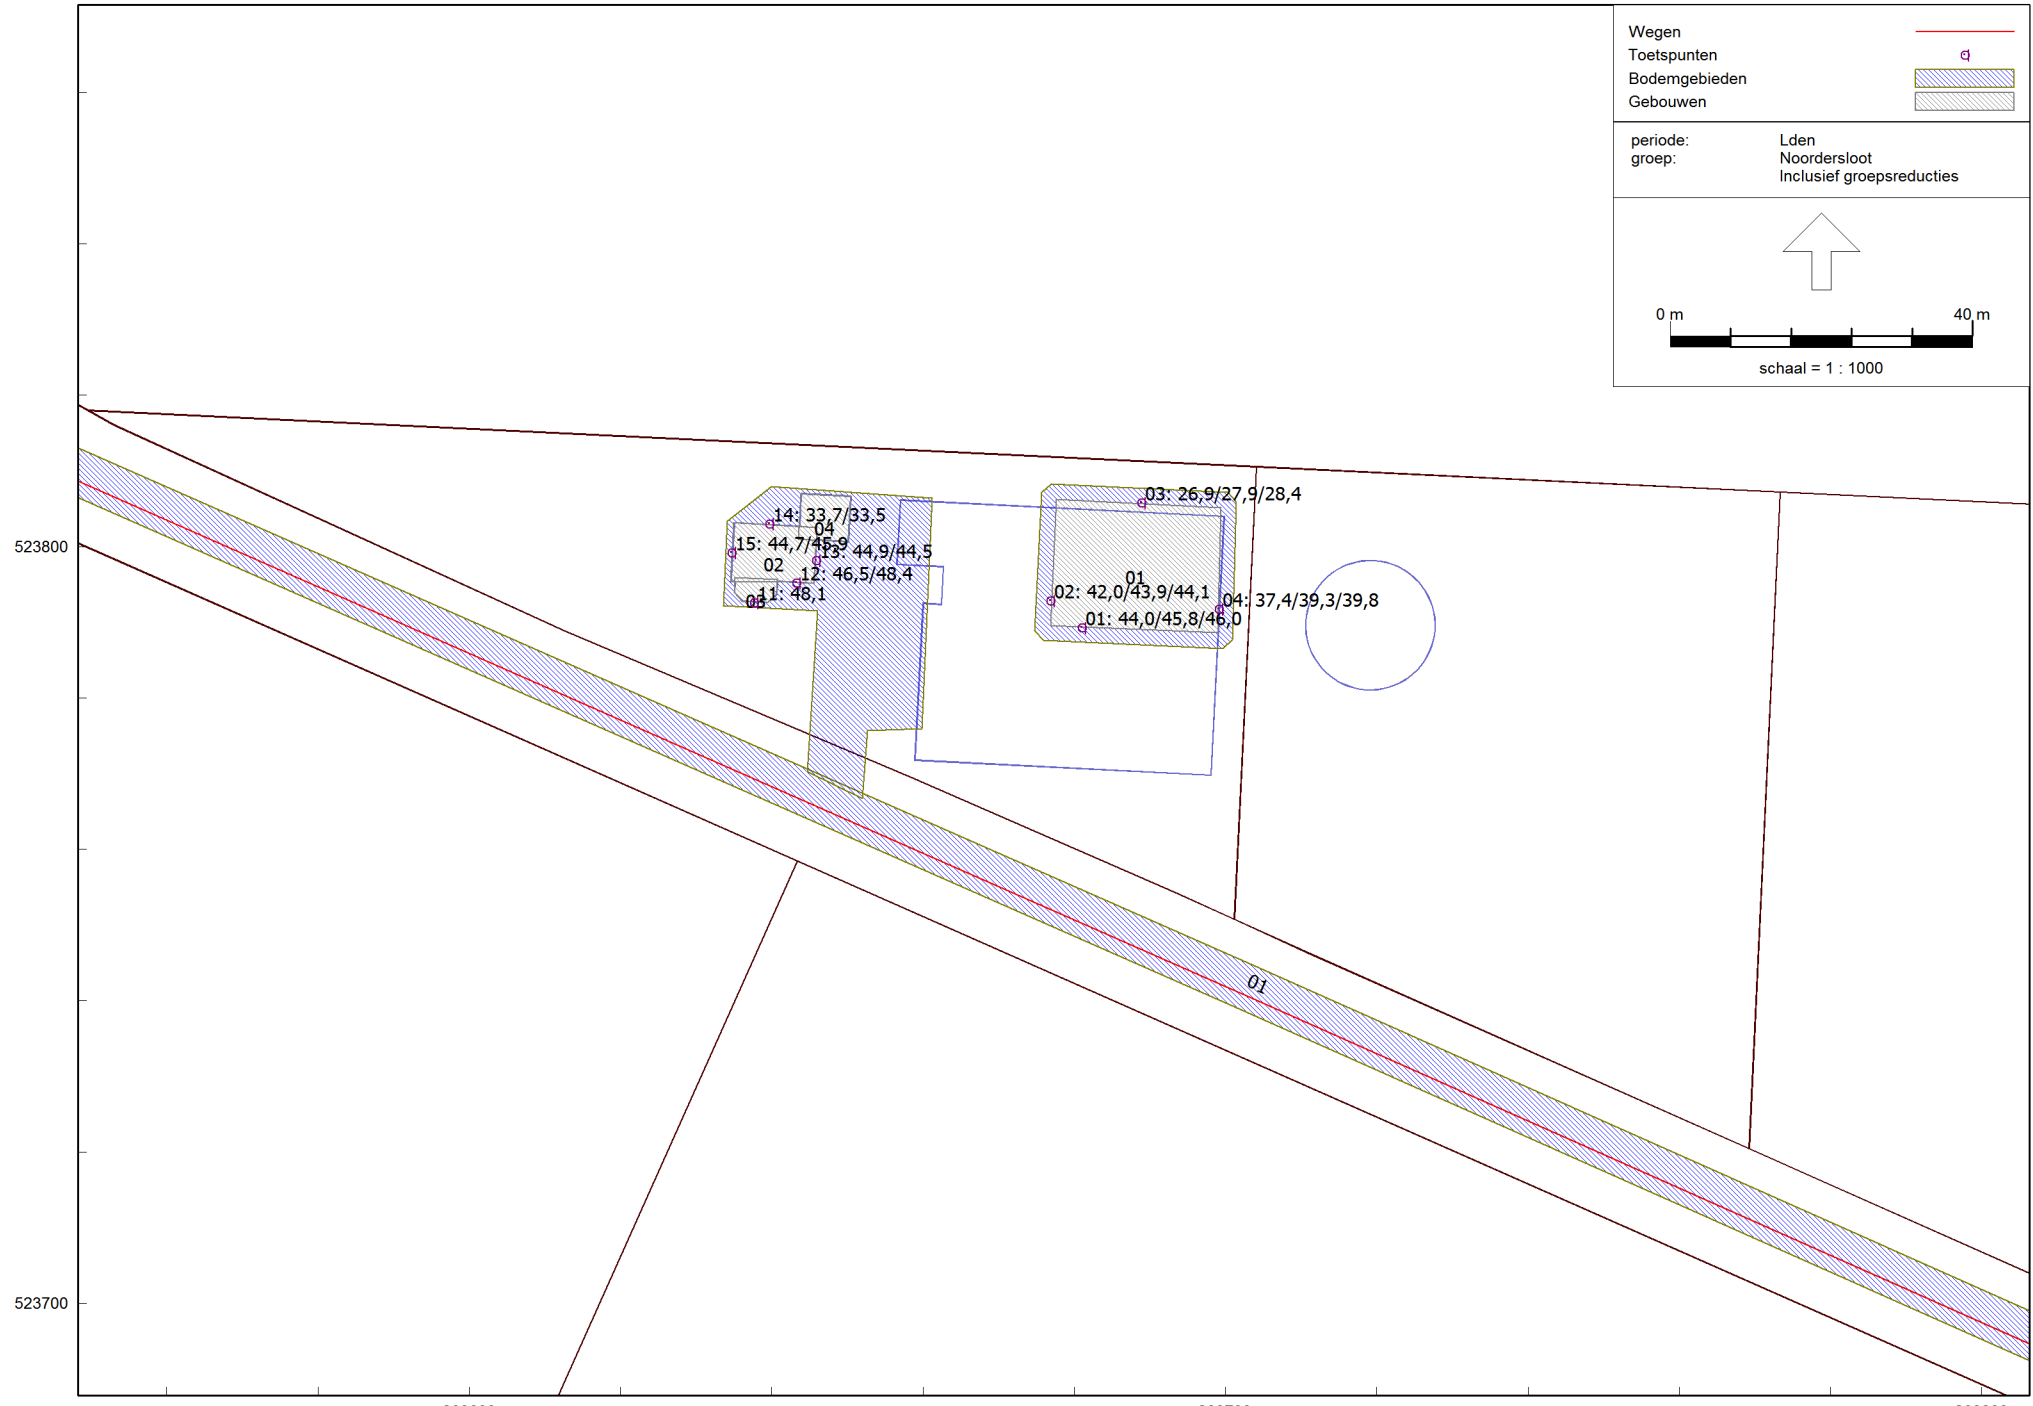 Wegen
Toetspunten
Bodemgebieden
Gebouwen
periode: Lden
groep: Noordersloot
Inclusief groepsreducties
0 m 40 m
schaal = 1 : 1000
03: 26,9/27,9/28,4
14: 33,7/33,5
04
523800
15: 44,7/45,9
13: 44,9/44,5
02
12: 46,5/48,4
01
11: 48,1
02: 42,0/43,9/44,1
04: 37,4/39,3/39,8
01: 44,0/45,8/46,0
01
523700